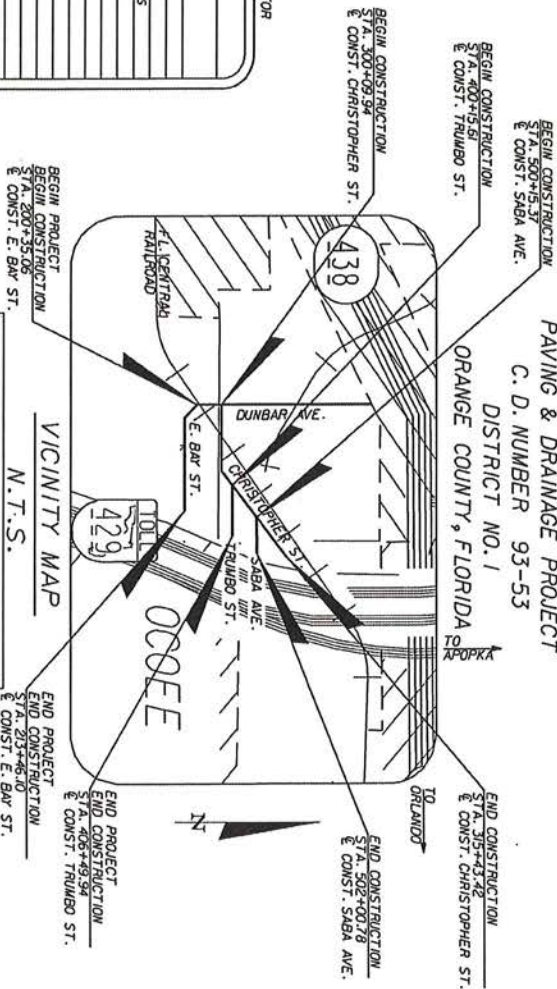 PAVING & DRAINAGE PROJECT
C. D. NUMBER 93-53
DISTRICT NO. 1
ORANGE COUNTY, FLORIDA
BEGIN CONSTRUCTION
STA. 500+15.37
℄ CONST. SABA AVE.
BEGIN CONSTRUCTION
STA. 400+15.61
℄ CONST. TRUMBO ST.
BEGIN CONSTRUCTION
STA. 300+09.94
℄ CONST. CHRISTOPHER ST.
TO
APOPKA
TO
ORLANDO
END CONSTRUCTION
STA. 315+43.42
℄ CONST. CHRISTOPHER ST.
END CONSTRUCTION
STA. 502+00.78
℄ CONST. SABA AVE.
438
FL. CENTRAL
RAILROAD
DUNBAR AVE.
CHRISTOPHER ST.
E. BAY ST.
SABA AVE.
TRUMBO ST.
OCOEE
TOLL
429
N
END PROJECT
END CONSTRUCTION
STA. 406+49.94
℄ CONST. TRUMBO ST.
BEGIN PROJECT
BEGIN CONSTRUCTION
STA. 200+35.06
℄ CONST. E. BAY ST.
END PROJECT
END CONSTRUCTION
STA. 213+46.10
℄ CONST. E. BAY ST.
VICINITY MAP
N.T.S.